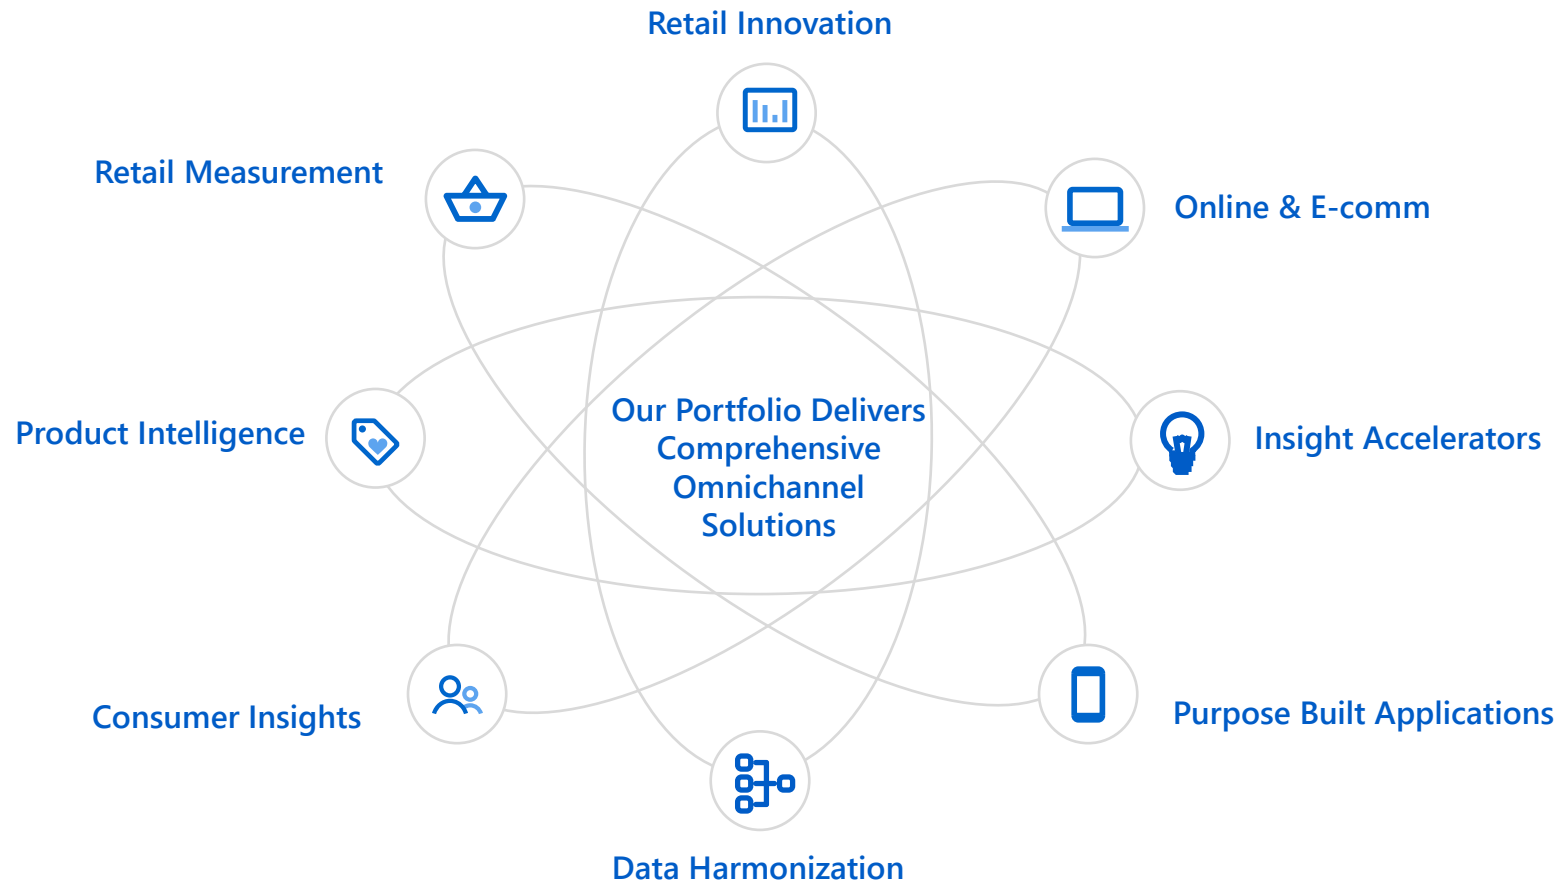 Retail Innovation
Retail Measurement
Online & E-comm
Our Portfolio Delivers
Comprehensive
Omnichannel
Solutions
Product Intelligence
Insight Accelerators
Consumer Insights
Purpose Built Applications
Data Harmonization